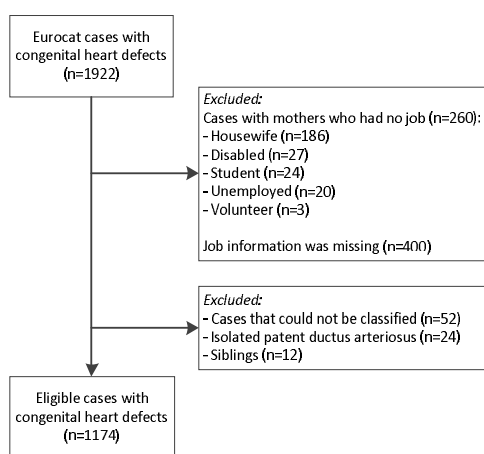 Eurocat cases with
congenital heart defects
(n=1922)
Excluded:
Cases with mothers who had no job (n=260):
- Housewife (n=186)
- Disabled (n=27)
- Student (n=24)
- Unemployed (n=20)
- Volunteer (n=3)
Job information was missing (n=400)
Excluded:
- Cases that could not be classified (n=52)
- Isolated patent ductus arteriosus (n=24)
- Siblings (n=12)
Eligible cases with
congenital heart defects
(n=1174)